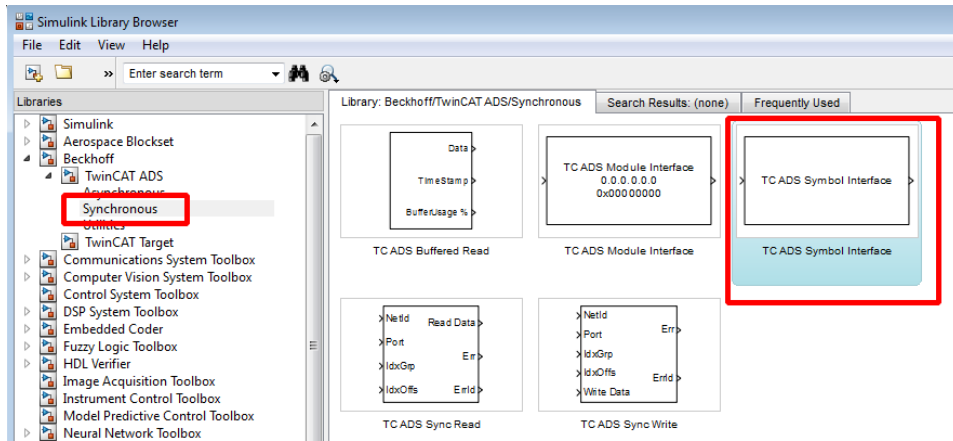 Simulink Library Browser
File Edit View Help
» Enter search term
Libraries
Simulink
Aerospace Blockset
Beckhoff
TwinCAT ADS
Asynchronous
Synchronous
Utilities
TwinCAT Target
Communications System Toolbox
Computer Vision System Toolbox
Control System Toolbox
DSP System Toolbox
Embedded Coder
Fuzzy Logic Toolbox
HDL Verifier
Image Acquisition Toolbox
Instrument Control Toolbox
Model Predictive Control Toolbox
Neural Network Toolbox
Library: Beckhoff/TwinCAT ADS/Synchronous Search Results: (none) Frequently Used
Data
TimeStamp
BufferUsage %
TC ADS Buffered Read
TC ADS Module Interface
0.0.0.0.0.0
0x00000000
TC ADS Module Interface
TC ADS Symbol Interface
TC ADS Symbol Interface
NetId Read Data
Port
Err
IdxGrp
IdxOffs ErrId
TC ADS Sync Read
NetId
Err
Port
IdxGrp
IdxOffs
ErrId
Write Data
TC ADS Sync Write